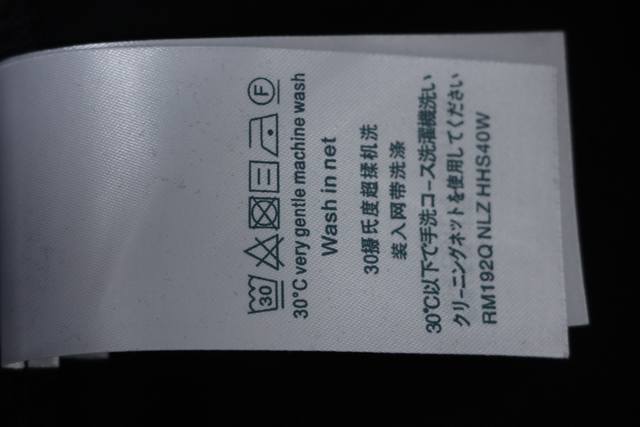 30 F
30°C very gentle machine wash
Wash in net
30摄氏度超揉机洗
装入网带洗涤
30℃以下で手洗コース洗濯機洗い
クリーニングネットを使用してください
RM192Q NLZ HHS40W